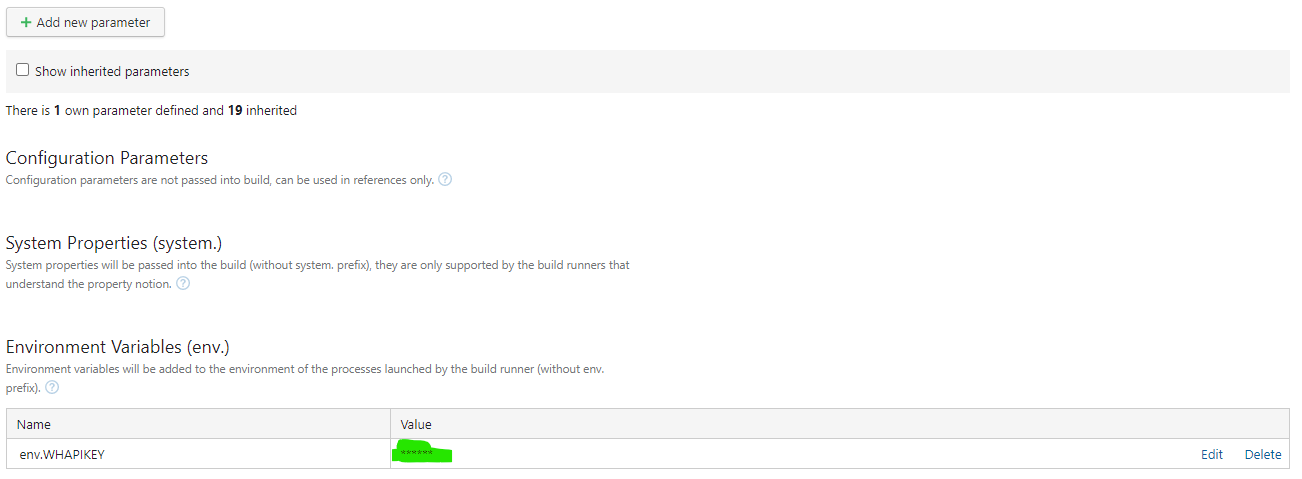 + Add new parameter
Show inherited parameters
There is 1 own parameter defined and 19 inherited
Configuration Parameters
Configuration parameters are not passed into build, can be used in references only. ?
System Properties (system.)
System properties will be passed into the build (without system. prefix), they are only supported by the build runners that
understand the property notion. ?
Environment Variables (env.)
Environment variables will be added to the environment of the processes launched by the build runner (without env.
prefix). ?
Name Value
env.WHAPIKEY ****** Edit Delete